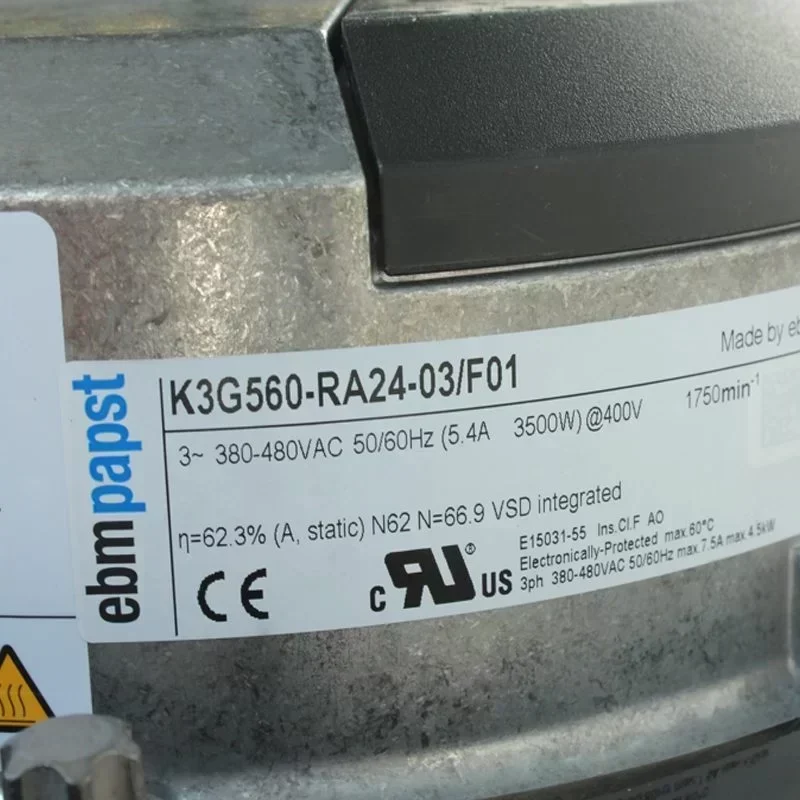 ebmpapst
Made by eb
K3G560-RA24-03/F01
3~ 380-480VAC 50/60Hz (5.4A 3500W) @400V 1750min⁻¹
η=62.3% (A, static) N62 N=66.9 VSD integrated
CE c RU ® US
E15031-55 Ins.Cl.F AO
Electronically-Protected max.60°C
3ph 380-480VAC 50/60Hz max.7.5A max.4.5kW